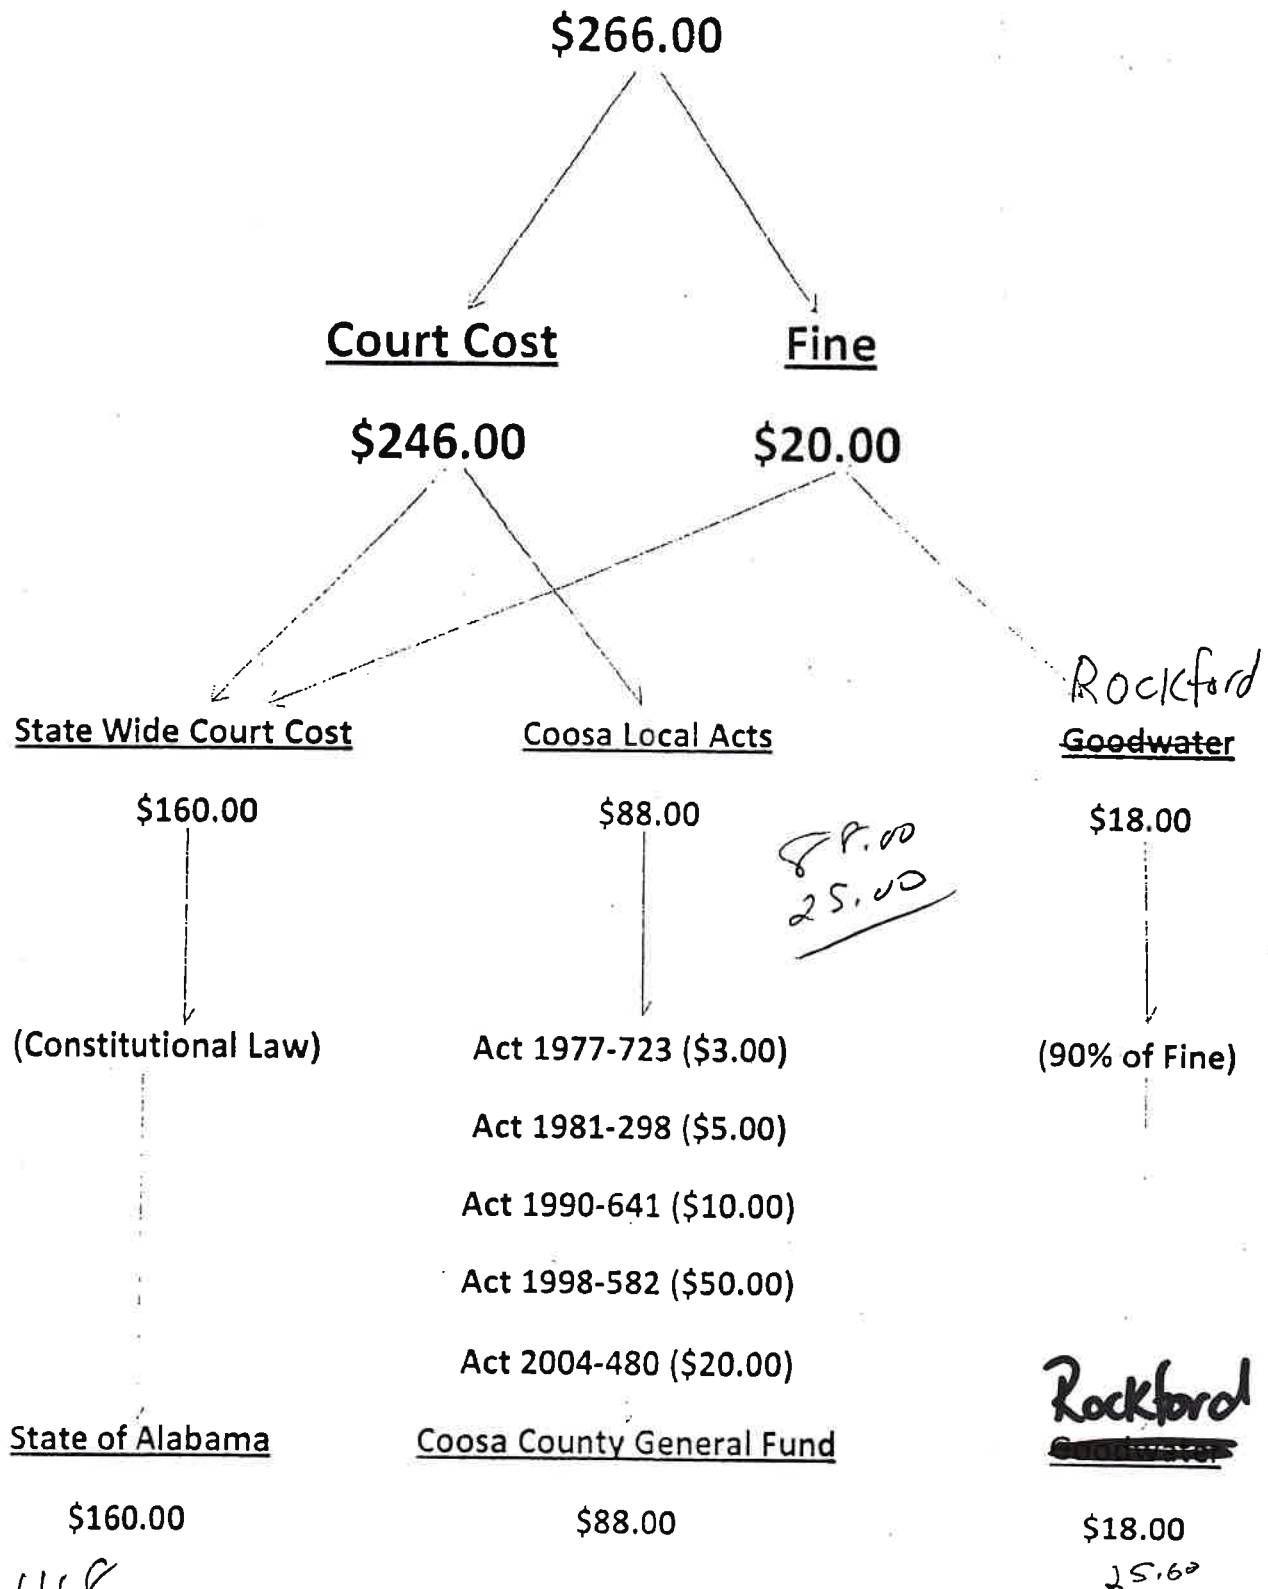 $266.00
Court Cost Fine
$246.00 $20.00
Rockford
State Wide Court Cost Coosa Local Acts Goodwater
$160.00 $88.00 $18.00
88.00
25.00
(Constitutional Law) Act 1977-723 ($3.00) (90% of Fine)
Act 1981-298 ($5.00)
Act 1990-641 ($10.00)
Act 1998-582 ($50.00)
Act 2004-480 ($20.00)
Rockford
State of Alabama Coosa County General Fund Goodwater
$160.00 $88.00 $18.00
25.60